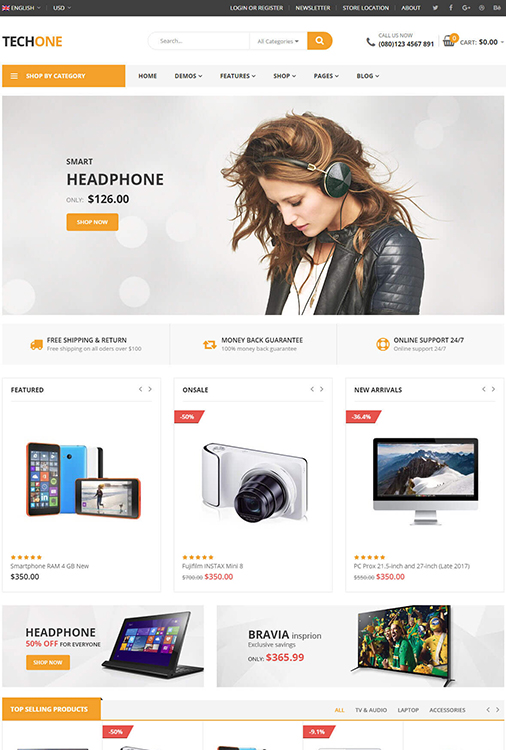 ENGLISH USD LOGIN OR REGISTER NEWSLETTER STORE LOCATION ABOUT
TECHONE
Search... All Categories
CALL US NOW
(080)123 4567 891
0
CART: $0.00
SHOP BY CATEGORY HOME DEMOS FEATURES SHOP PAGES BLOG
SMART
HEADPHONE
ONLY: $126.00
SHOP NOW
FREE SHIPPING & RETURN
Free shipping on all oders over $100
MONEY BACK GUARANTEE
100% money back guarantee
ONLINE SUPPORT 24/7
Online support 24/7
FEATURED
Smartphone RAM 4 GB New
$350.00
ONSALE
-50%
Fujifilm INSTAX Mini 8
$700.00 $350.00
NEW ARRIVALS
-36.4%
PC Prox 21.5-inch and 27-inch (Late 2017)
$550.00 $350.00
HEADPHONE
50% OFF FOR EVERYONE
SHOP NOW
BRAVIA insprion
Exclusive savings
ONLY: $365.99
TOP SELLING PRODUCTS ALL TV & AUDIO LAPTOP ACCESSORIES
-50% -9.1%